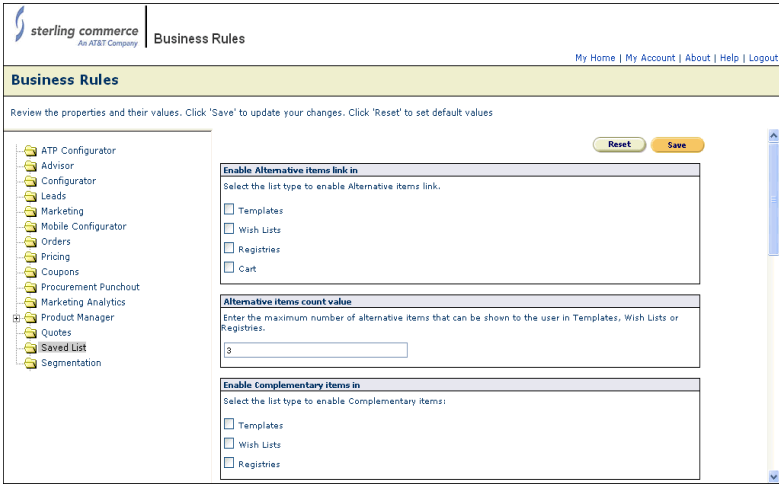 sterling commerce
An AT&T Company
Business Rules
My Home | My Account | About | Help | Logout
Business Rules
Review the properties and their values. Click 'Save' to update your changes. Click 'Reset' to set default values
ATP Configurator
Advisor
Configurator
Leads
Marketing
Mobile Configurator
Orders
Pricing
Coupons
Procurement Punchout
Marketing Analytics
Product Manager
Quotes
Saved List
Segmentation
Reset
Save
Enable Alternative items link in
Select the list type to enable Alternative items link.
Templates
Wish Lists
Registries
Cart
Alternative items count value
Enter the maximum number of alternative items that can be shown to the user in Templates, Wish Lists or
Registries.
3
Enable Complementary items in
Select the list type to enable Complementary items:
Templates
Wish Lists
Registries